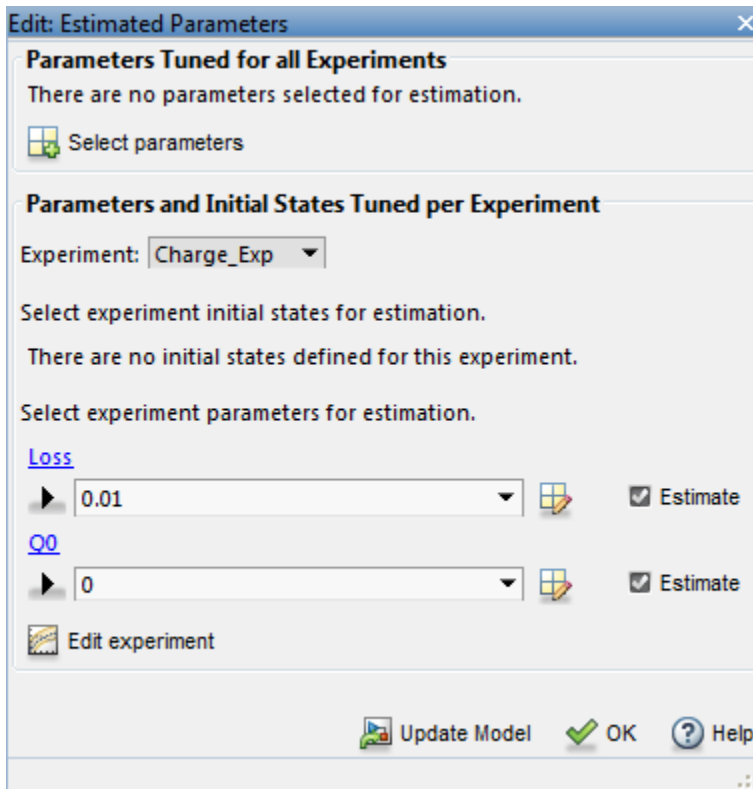 Edit: Estimated Parameters
Parameters Tuned for all Experiments
There are no parameters selected for estimation.
Select parameters
Parameters and Initial States Tuned per Experiment
Experiment: Charge_Exp
Select experiment initial states for estimation.
There are no initial states defined for this experiment.
Select experiment parameters for estimation.
Loss
0.01 Estimate
Q0
0 Estimate
Edit experiment
Update Model OK ? Help